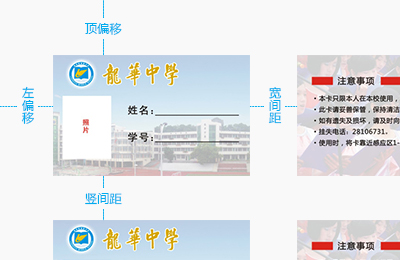 顶偏移
左偏移
龍華中学
照片
姓名：
学号：
宽间距
注意事项
• 本卡只限本人在本校使用，
• 此卡请妥善保管，保持清洁
• 如有遗失及损坏，请及时向
• 挂失电话：28106731.
• 使用时，将卡靠近感应区1-
竖间距
龍華中学
注意事项